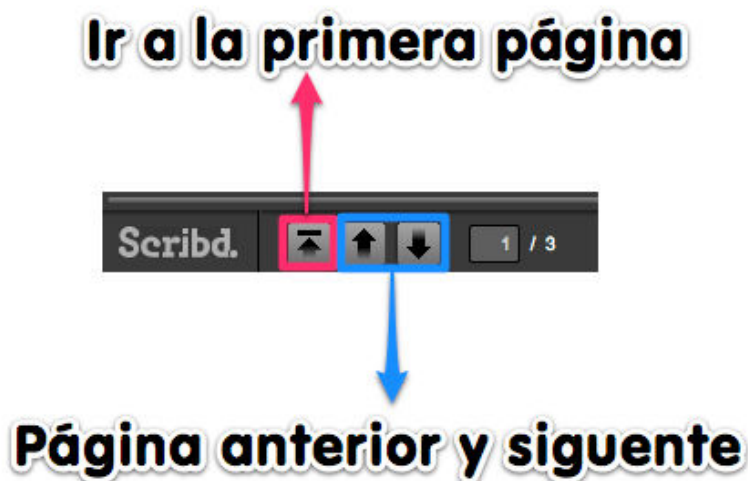 Ir a la primera página
Scribd. 1 / 3
Página anterior y siguente